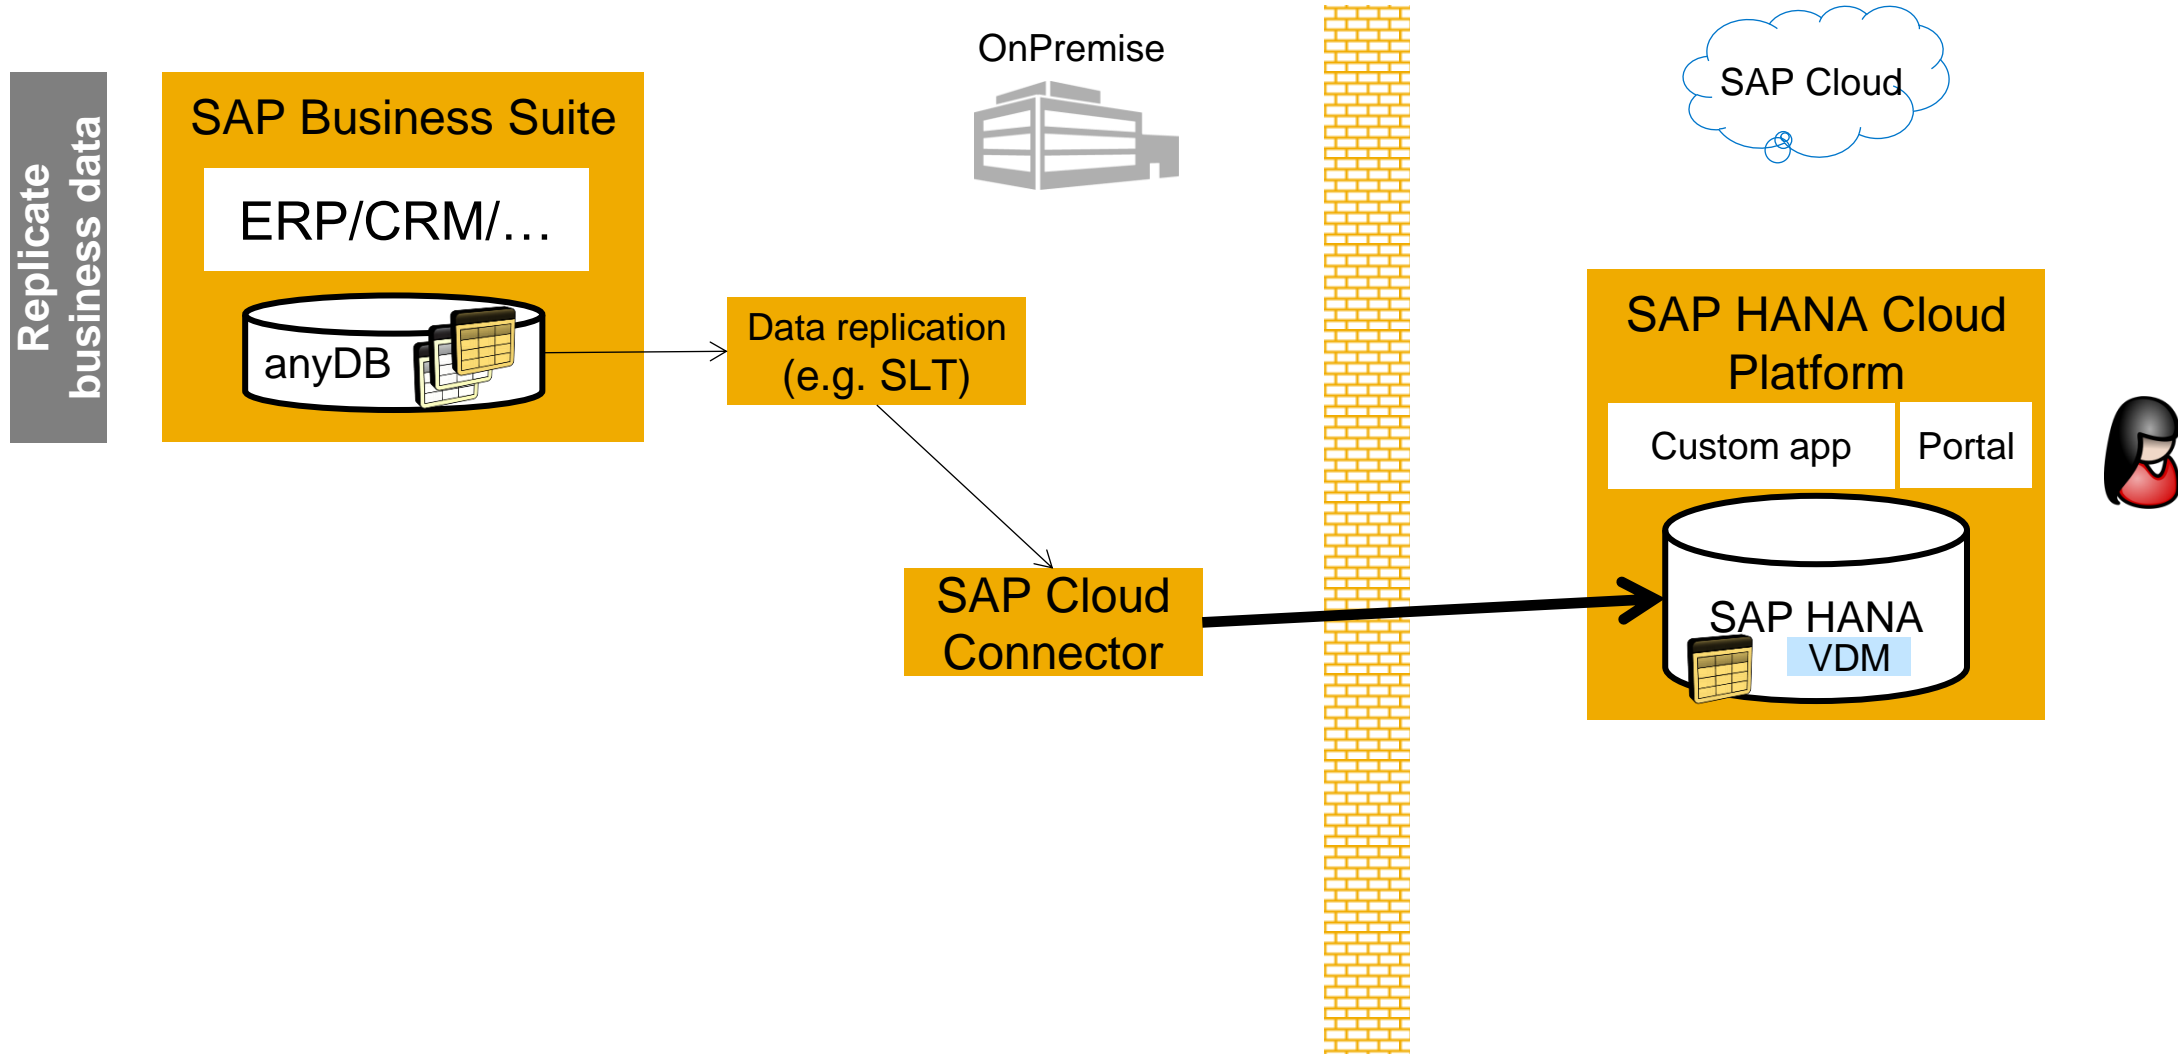 Replicate
business data
SAP Business Suite
ERP/CRM/…
anyDB
OnPremise
Data replication
(e.g. SLT)
SAP Cloud
Connector
SAP Cloud
SAP HANA Cloud
Platform
Custom app
Portal
SAP HANA
VDM